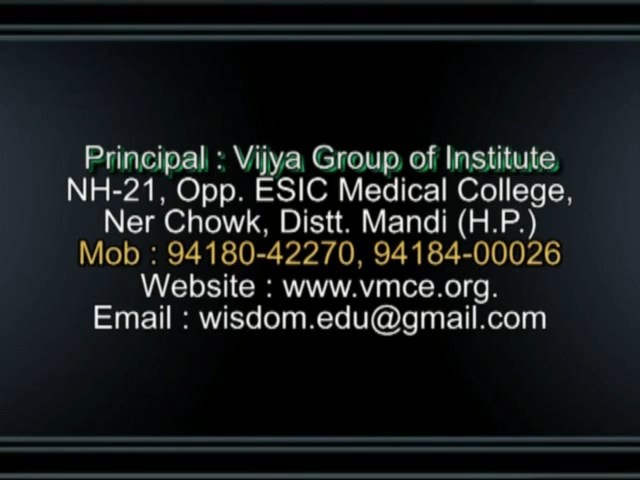 Principal : Vijya Group of Institute
NH-21, Opp. ESIC Medical College,
Ner Chowk, Distt. Mandi (H.P.)
Mob : 94180-42270, 94184-00026
Website : www.vmce.org.
Email : wisdom.edu@gmail.com